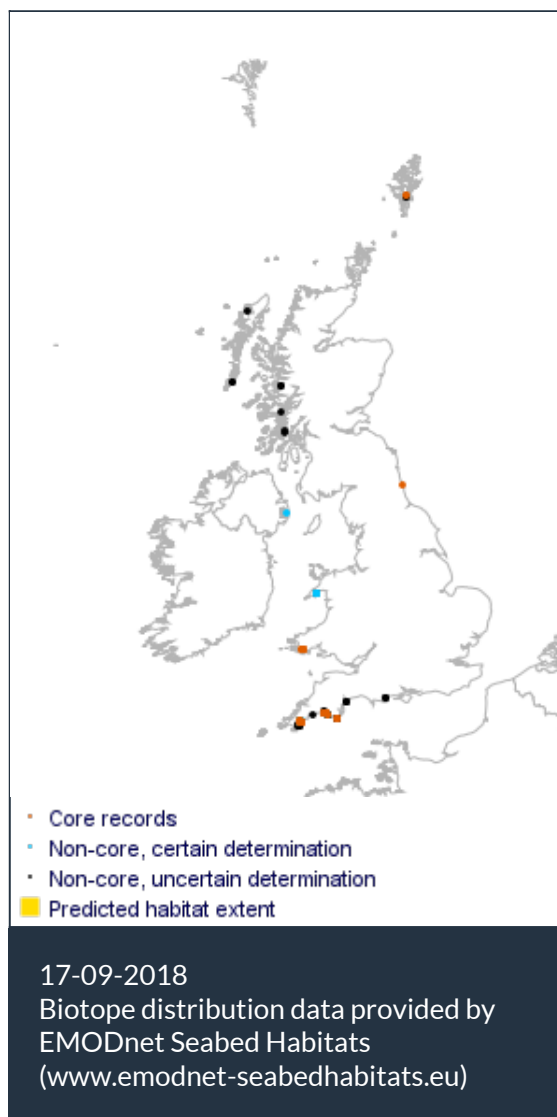 Core records
Non-core, certain determination
Non-core, uncertain determination
Predicted habitat extent
17-09-2018
Biotope distribution data provided by
EMODnet Seabed Habitats
(www.emodnet-seabedhabitats.eu)